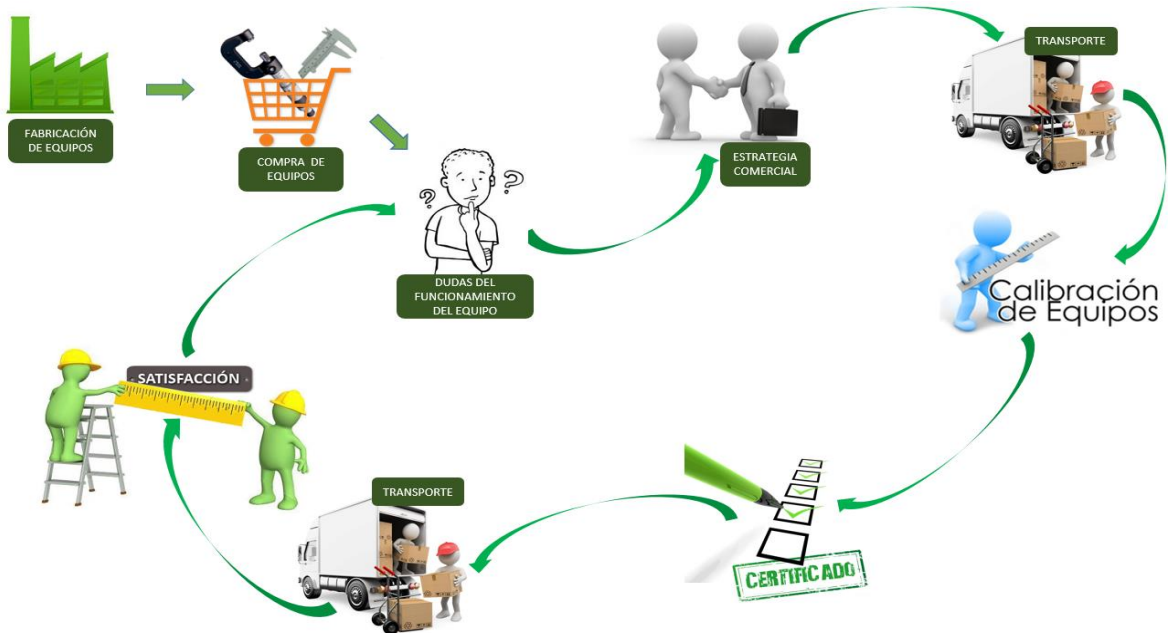 FABRICACIÓN
DE EQUIPOS
COMPRA DE
EQUIPOS
?
?
DUDAS DEL
FUNCIONAMIENTO
DEL EQUIPO
ESTRATEGIA
COMERCIAL
TRANSPORTE
Calibración
de Equipos
CERTIFICADO
TRANSPORTE
SATISFACCIÓN